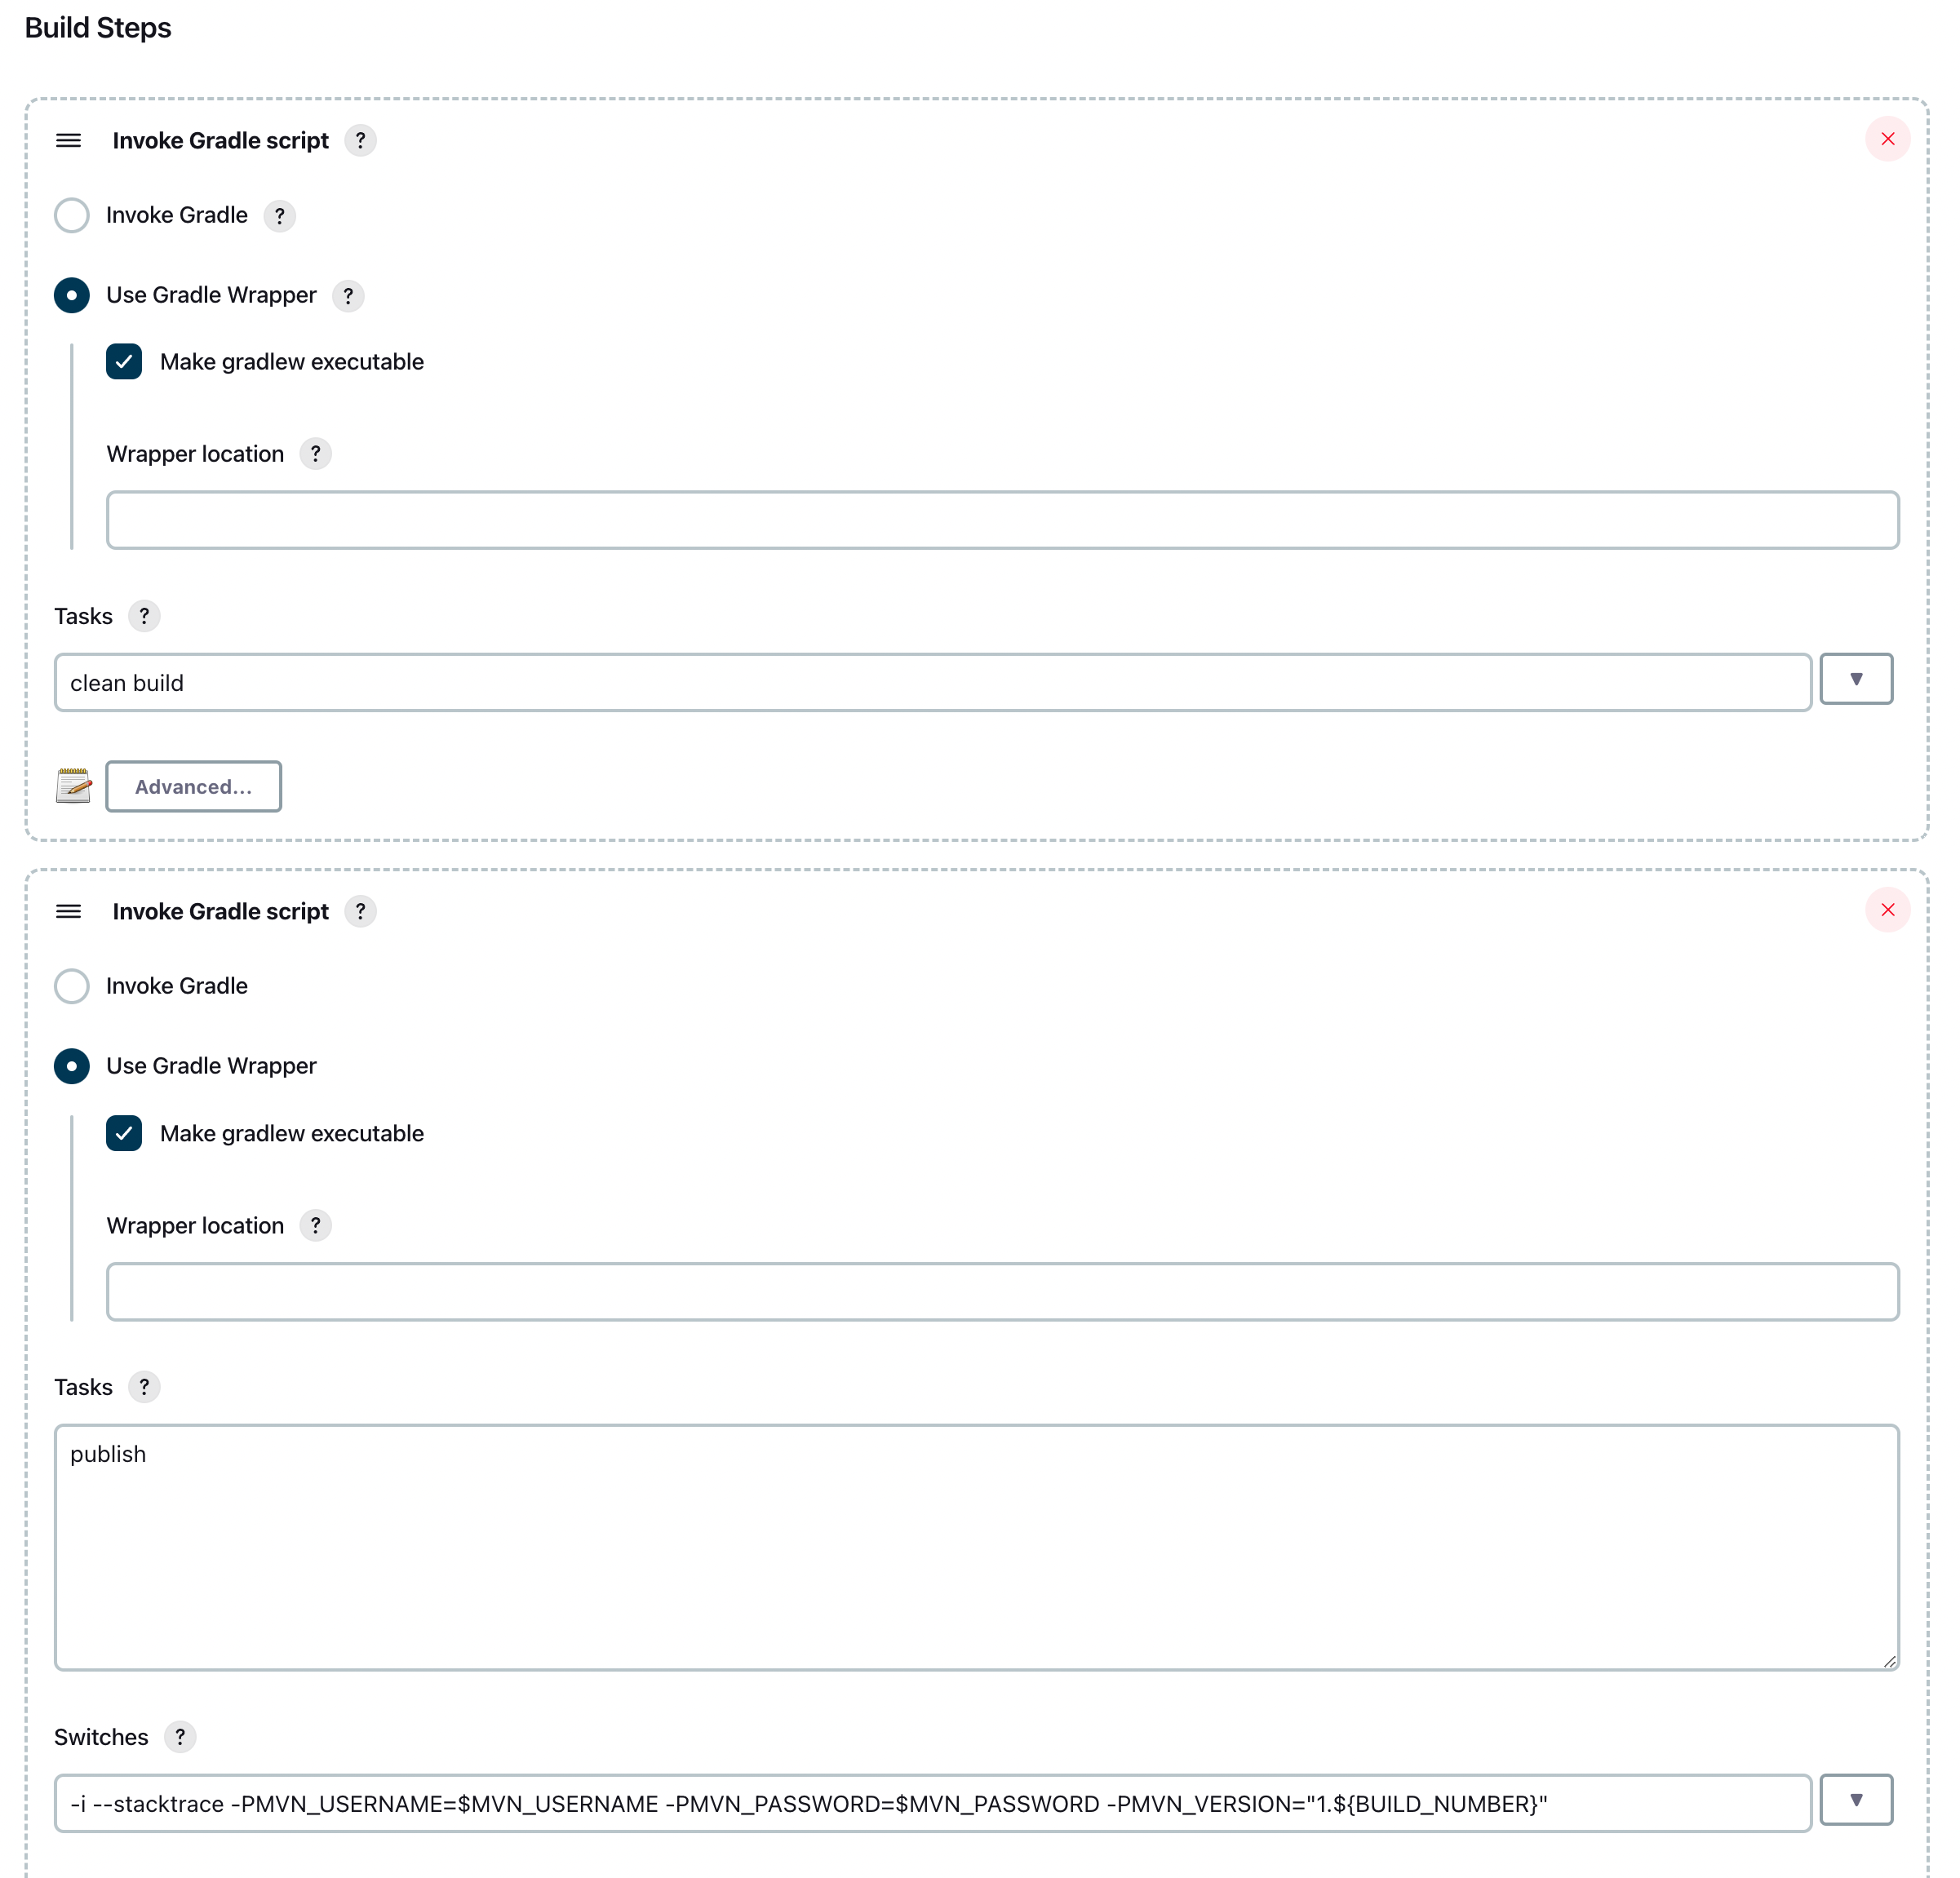 Build Steps
Invoke Gradle script ?
Invoke Gradle ?
Use Gradle Wrapper ?
Make gradlew executable
Wrapper location ?
Tasks ?
clean build
Advanced...
Invoke Gradle script ?
Invoke Gradle
Use Gradle Wrapper
Make gradlew executable
Wrapper location ?
Tasks ?
publish
Switches ?
-i --stacktrace -PMVN_USERNAME=$MVN_USERNAME -PMVN_PASSWORD=$MVN_PASSWORD -PMVN_VERSION="1.${BUILD_NUMBER}"